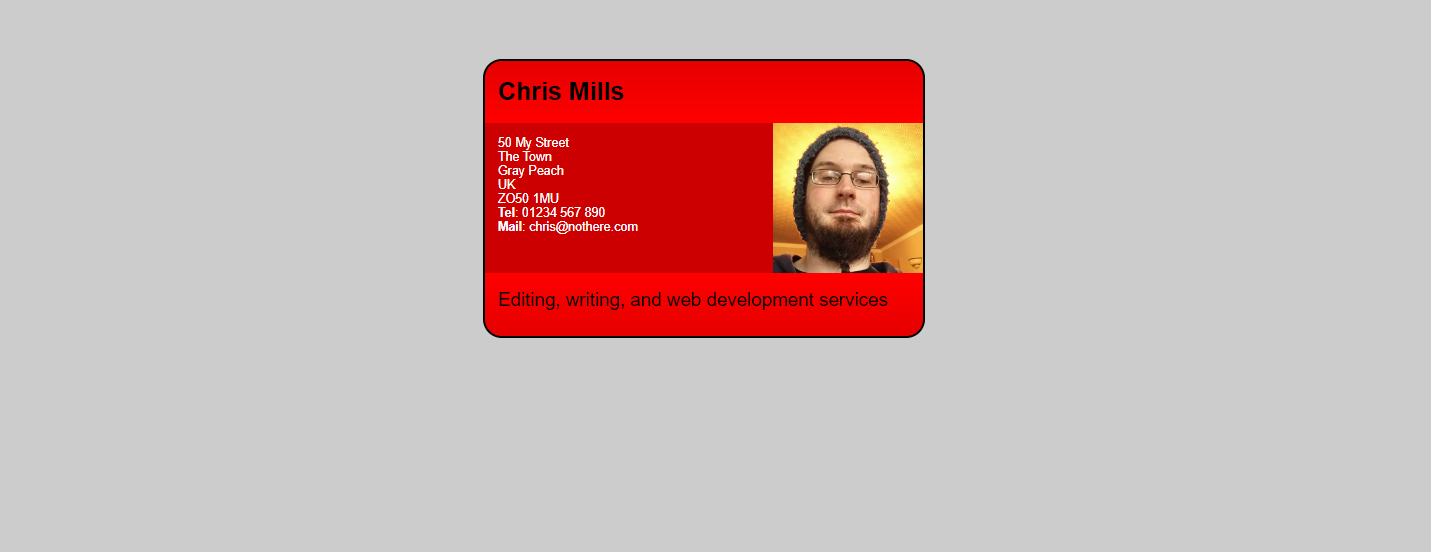 Chris Mills
50 My Street
The Town
Gray Peach
UK
ZO50 1MU
Tel: 01234 567 890
Mail: chris@nothere.com
Editing, writing, and web development services